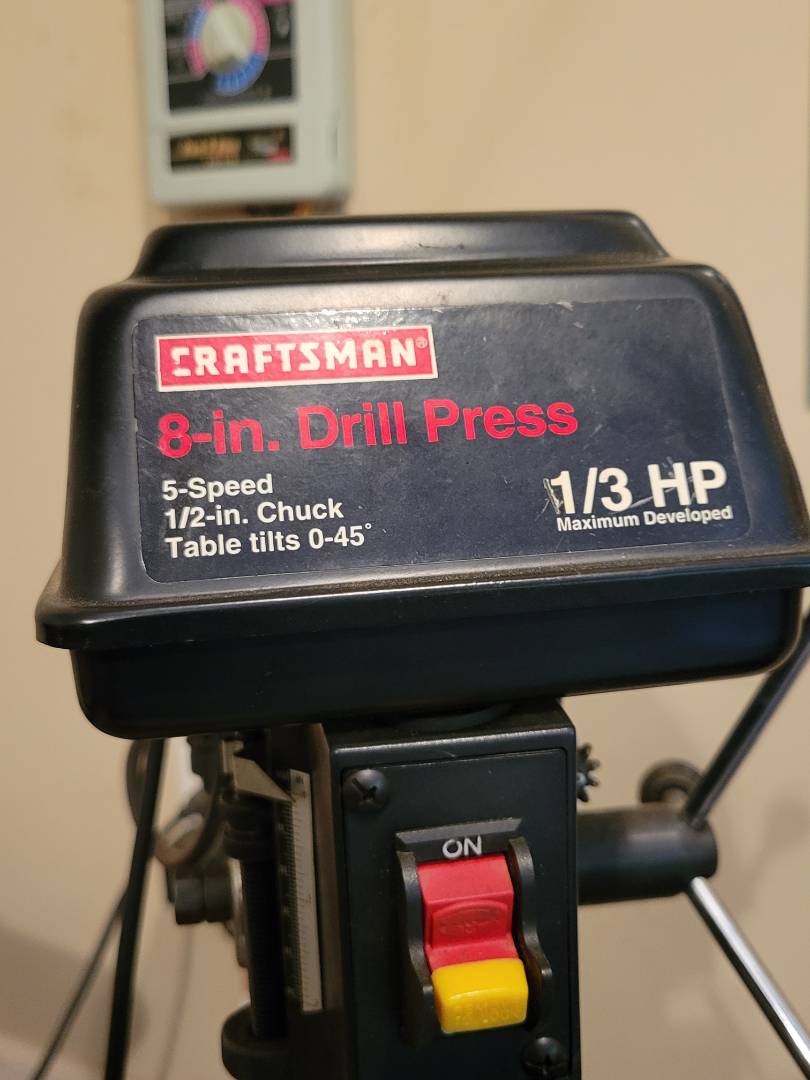 CRAFTSMAN®
8-in. Drill Press
5-Speed
1/2-in. Chuck
Table tilts 0-45°
1/3 HP
Maximum Developed
ON